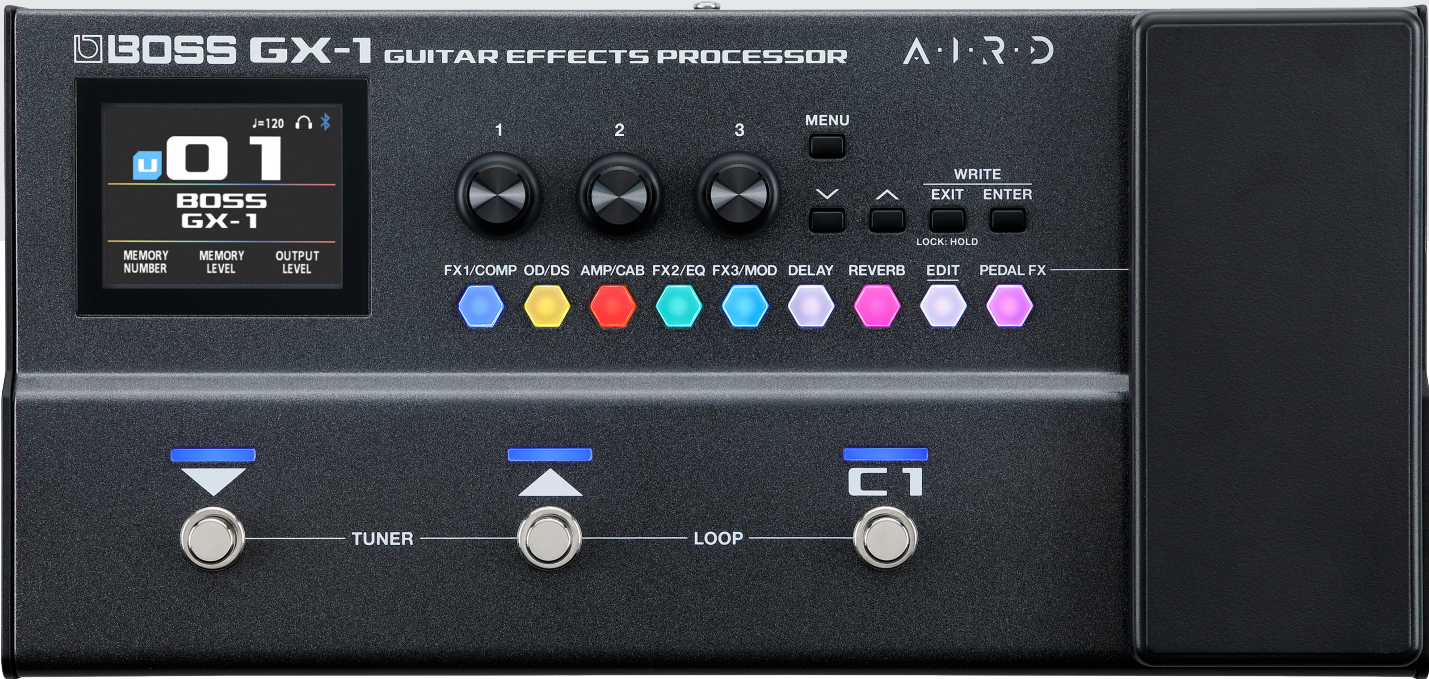 BOSS GX-1 GUITAR EFFECTS PROCESSOR
A·I·R·D
♩=120
U01
BOSS
GX-1
MEMORY NUMBER
MEMORY LEVEL
OUTPUT LEVEL
1 2 3
MENU
WRITE
EXIT ENTER
LOCK: HOLD
FX1/COMP OD/DS AMP/CAB FX2/EQ FX3/MOD DELAY REVERB EDIT PEDAL FX
C1
TUNER LOOP